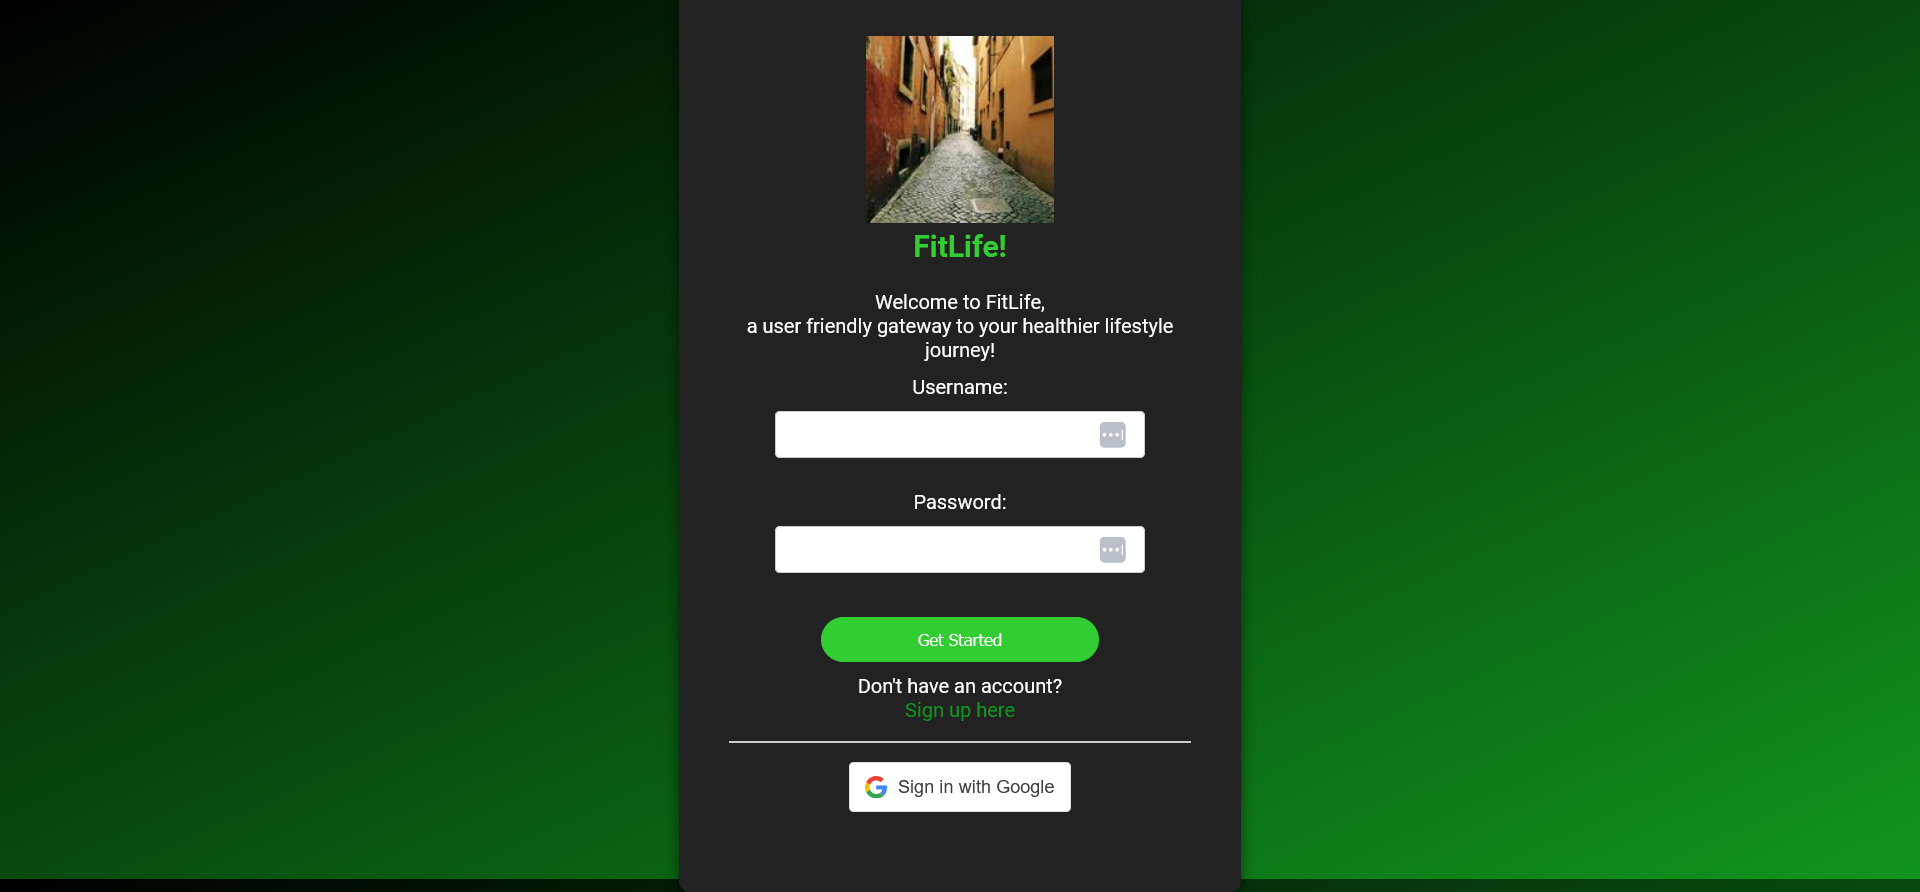 FitLife!
Welcome to FitLife,
a user friendly gateway to your healthier lifestyle
journey!
Username:
Password:
Get Started
Don't have an account?
Sign up here
Sign in with Google